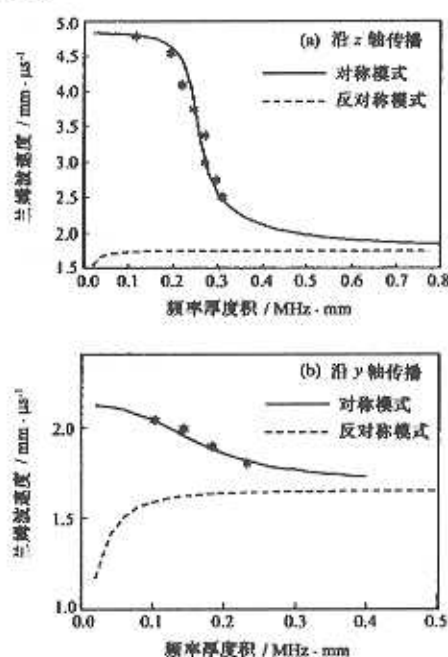 (a) 沿 z 轴传播
对称模式
反对称模式
兰姆波速度 / mm · μs⁻¹
5.0
4.5
4.0
3.5
3.0
2.5
2.0
1.5
0.0 0.1 0.2 0.3 0.4 0.5 0.6 0.7 0.8
频率厚度积 / MHz · mm
(b) 沿 y 轴传播
对称模式
反对称模式
兰姆波速度 / mm · μs⁻¹
2.0
1.5
1.0
0.0 0.1 0.2 0.3 0.4 0.5
频率厚度积 / MHz · mm